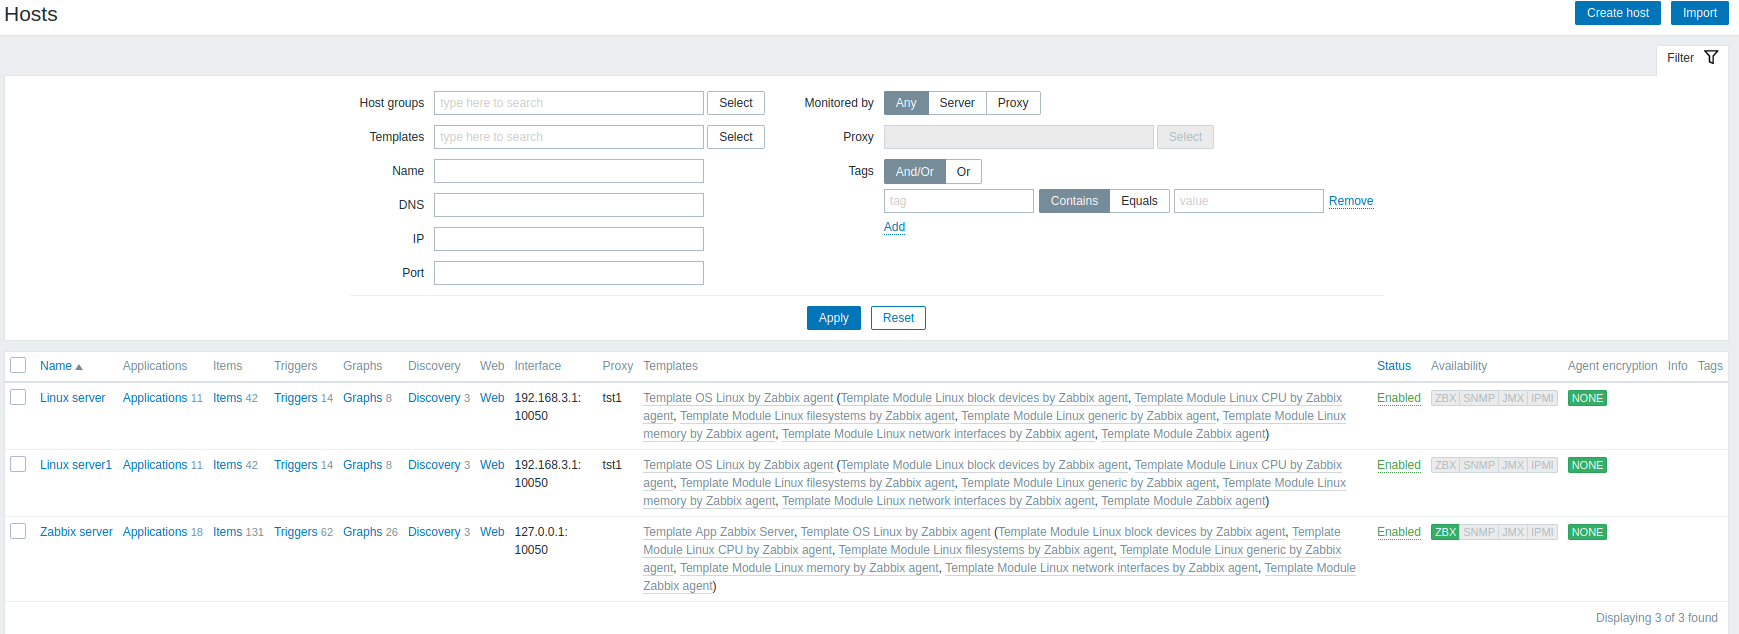 Hosts
Create host Import
Filter
Host groups type here to search Select Monitored by Any Server Proxy
Templates type here to search Select Proxy Select
Name Tags And/Or Or
DNS tag Contains Equals value Remove
Add
IP
Port
Apply Reset
Name Applications Items Triggers Graphs Discovery Web Interface Proxy Templates Status Availability Agent encryption Info Tags
Linux server Applications 11 Items 42 Triggers 14 Graphs 8 Discovery 3 Web 192.168.3.1: tst1 Template OS Linux by Zabbix agent (Template Module Linux block devices by Zabbix agent, Template Module Linux CPU by Zabbix Enabled ZBX SNMP JMX IPMI NONE
10050 agent, Template Module Linux filesystems by Zabbix agent, Template Module Linux generic by Zabbix agent, Template Module Linux
memory by Zabbix agent, Template Module Linux network interfaces by Zabbix agent, Template Module Zabbix agent)
Linux server1 Applications 11 Items 42 Triggers 14 Graphs 8 Discovery 3 Web 192.168.3.1: tst1 Template OS Linux by Zabbix agent (Template Module Linux block devices by Zabbix agent, Template Module Linux CPU by Zabbix Enabled ZBX SNMP JMX IPMI NONE
10050 agent, Template Module Linux filesystems by Zabbix agent, Template Module Linux generic by Zabbix agent, Template Module Linux
memory by Zabbix agent, Template Module Linux network interfaces by Zabbix agent, Template Module Zabbix agent)
Zabbix server Applications 18 Items 131 Triggers 62 Graphs 26 Discovery 3 Web 127.0.0.1: Template App Zabbix Server, Template OS Linux by Zabbix agent (Template Module Linux block devices by Zabbix agent, Template Enabled ZBX SNMP JMX IPMI NONE
10050 Module Linux CPU by Zabbix agent, Template Module Linux filesystems by Zabbix agent, Template Module Linux generic by Zabbix
agent, Template Module Linux memory by Zabbix agent, Template Module Linux network interfaces by Zabbix agent, Template Module
Zabbix agent)
Displaying 3 of 3 found